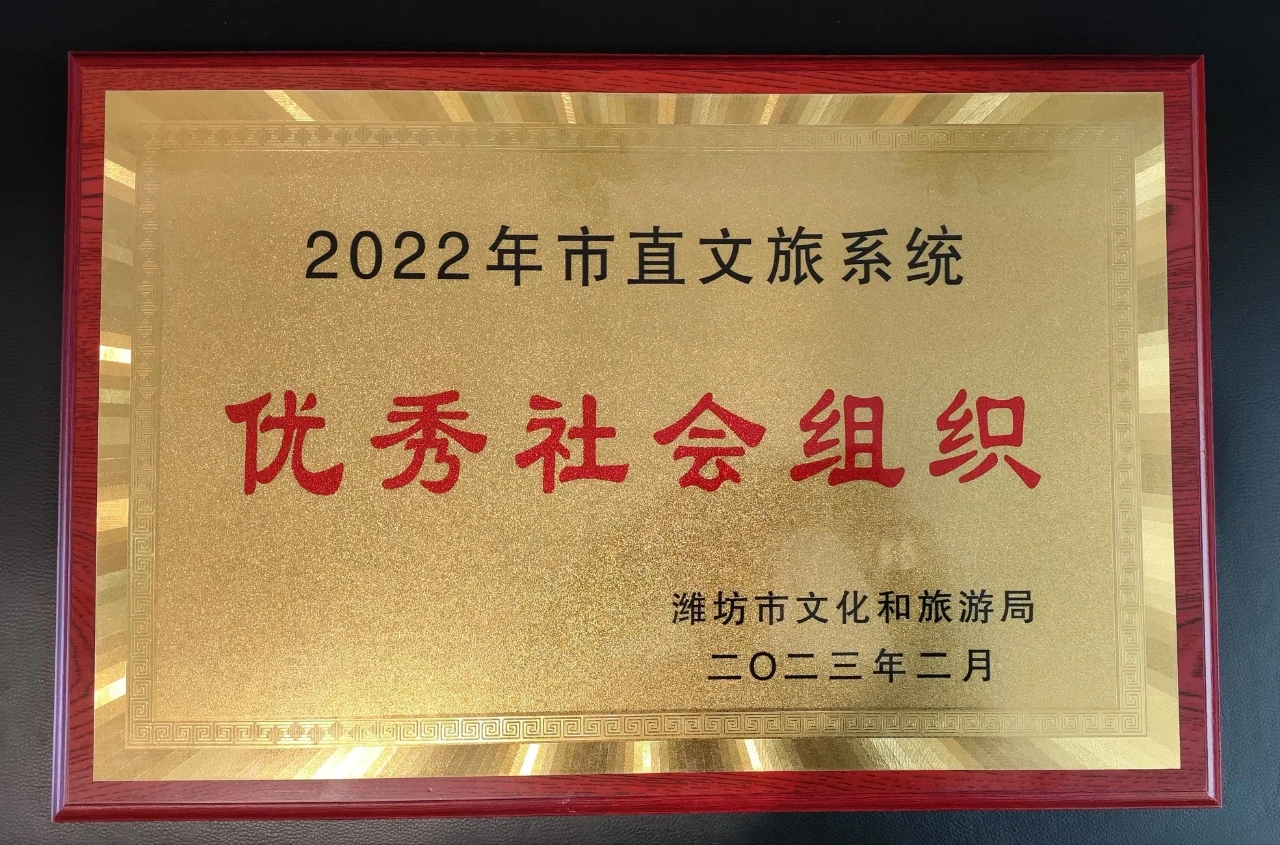 2022年市直文旅系统
优秀社会组织
潍坊市文化和旅游局
二〇二三年二月